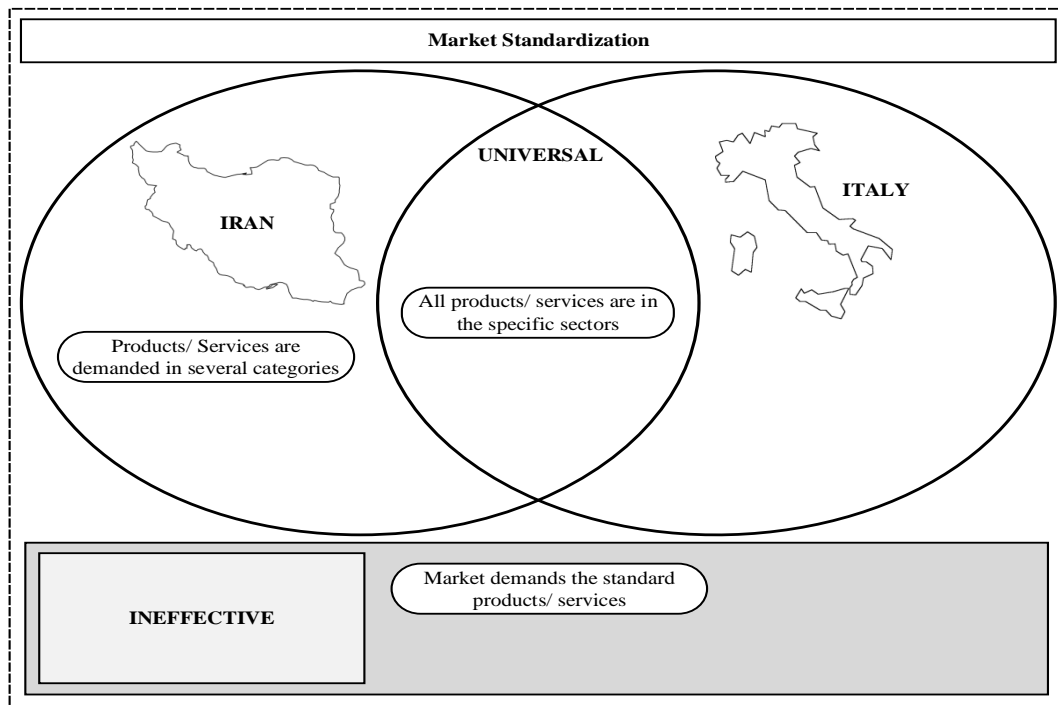 Market Standardization
UNIVERSAL
IRAN
ITALY
All products/ services are in
the specific sectors
Products/ Services are
demanded in several categories
Market demands the standard
products/ services
INEFFECTIVE